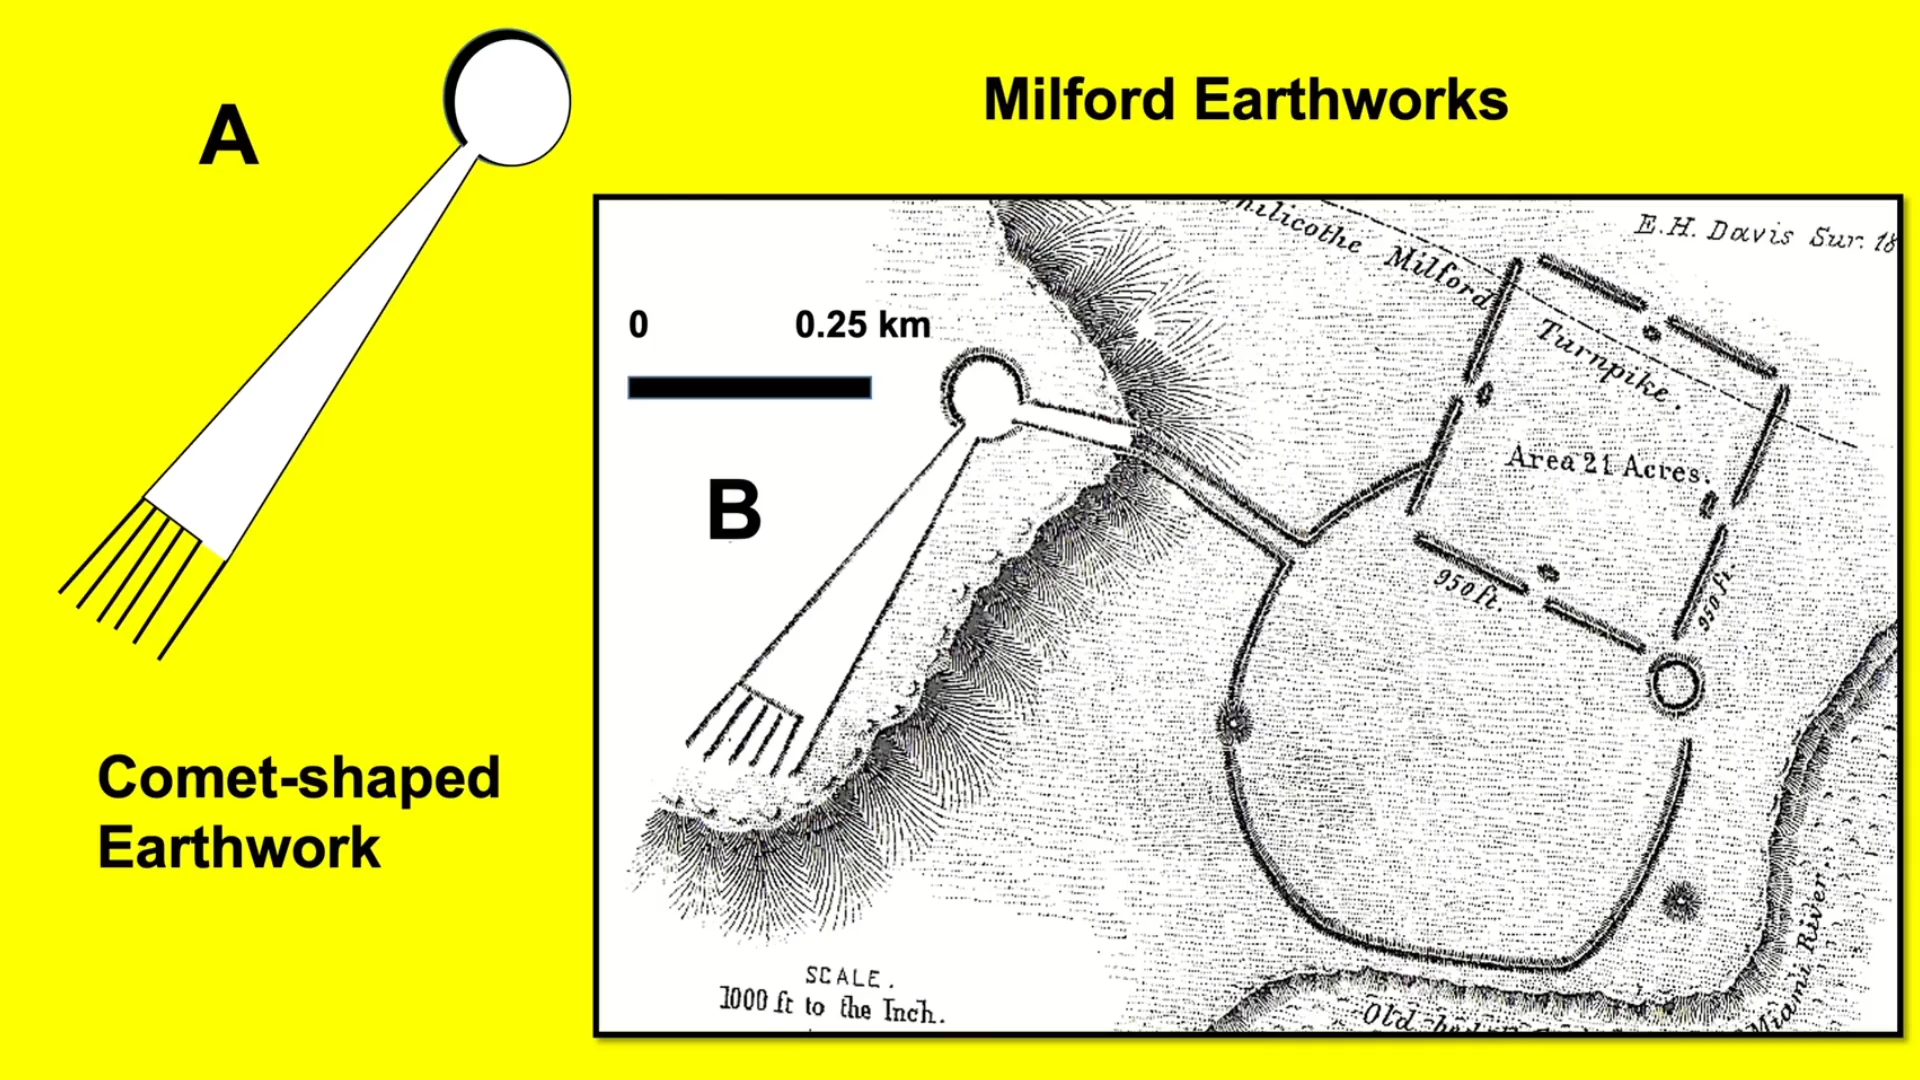 Milford Earthworks
A
Comet-shaped
Earthwork
0 0.25 km
B
hilicothe Milford Turnpike.
E.H. Davis Sur. 18
Area 21 Acres.
950 ft.
950 ft.
SCALE.
1000 ft to the Inch.
Miami River
Old